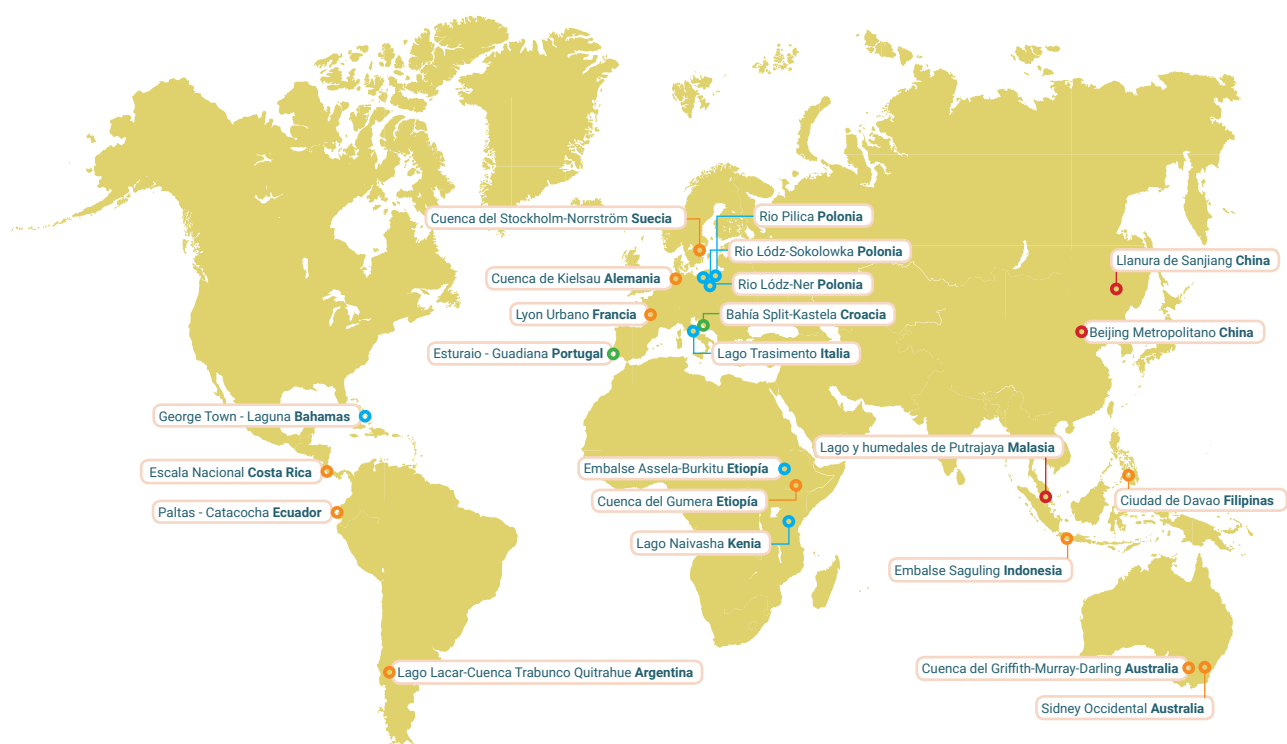 Cuenca del Stockholm-Norrström Suecia
Rio Pilica Polonia
Rio Lódz-Sokolowka Polonia
Llanura de Sanjiang China
Cuenca de Kielsau Alemania
Rio Lódz-Ner Polonia
Lyon Urbano Francia
Bahía Split-Kastela Croacia
Beijing Metropolitano China
Esturaio - Guadiana Portugal
Lago Trasimento Italia
George Town - Laguna Bahamas
Lago y humedales de Putrajaya Malasia
Escala Nacional Costa Rica
Embalse Assela-Burkitu Etiopía
Cuenca del Gumera Etiopía
Ciudad de Davao Filipinas
Paltas - Catacocha Ecuador
Lago Naivasha Kenia
Embalse Saguling Indonesia
Lago Lacar-Cuenca Trabunco Quitrahue Argentina
Cuenca del Griffith-Murray-Darling Australia
Sidney Occidental Australia